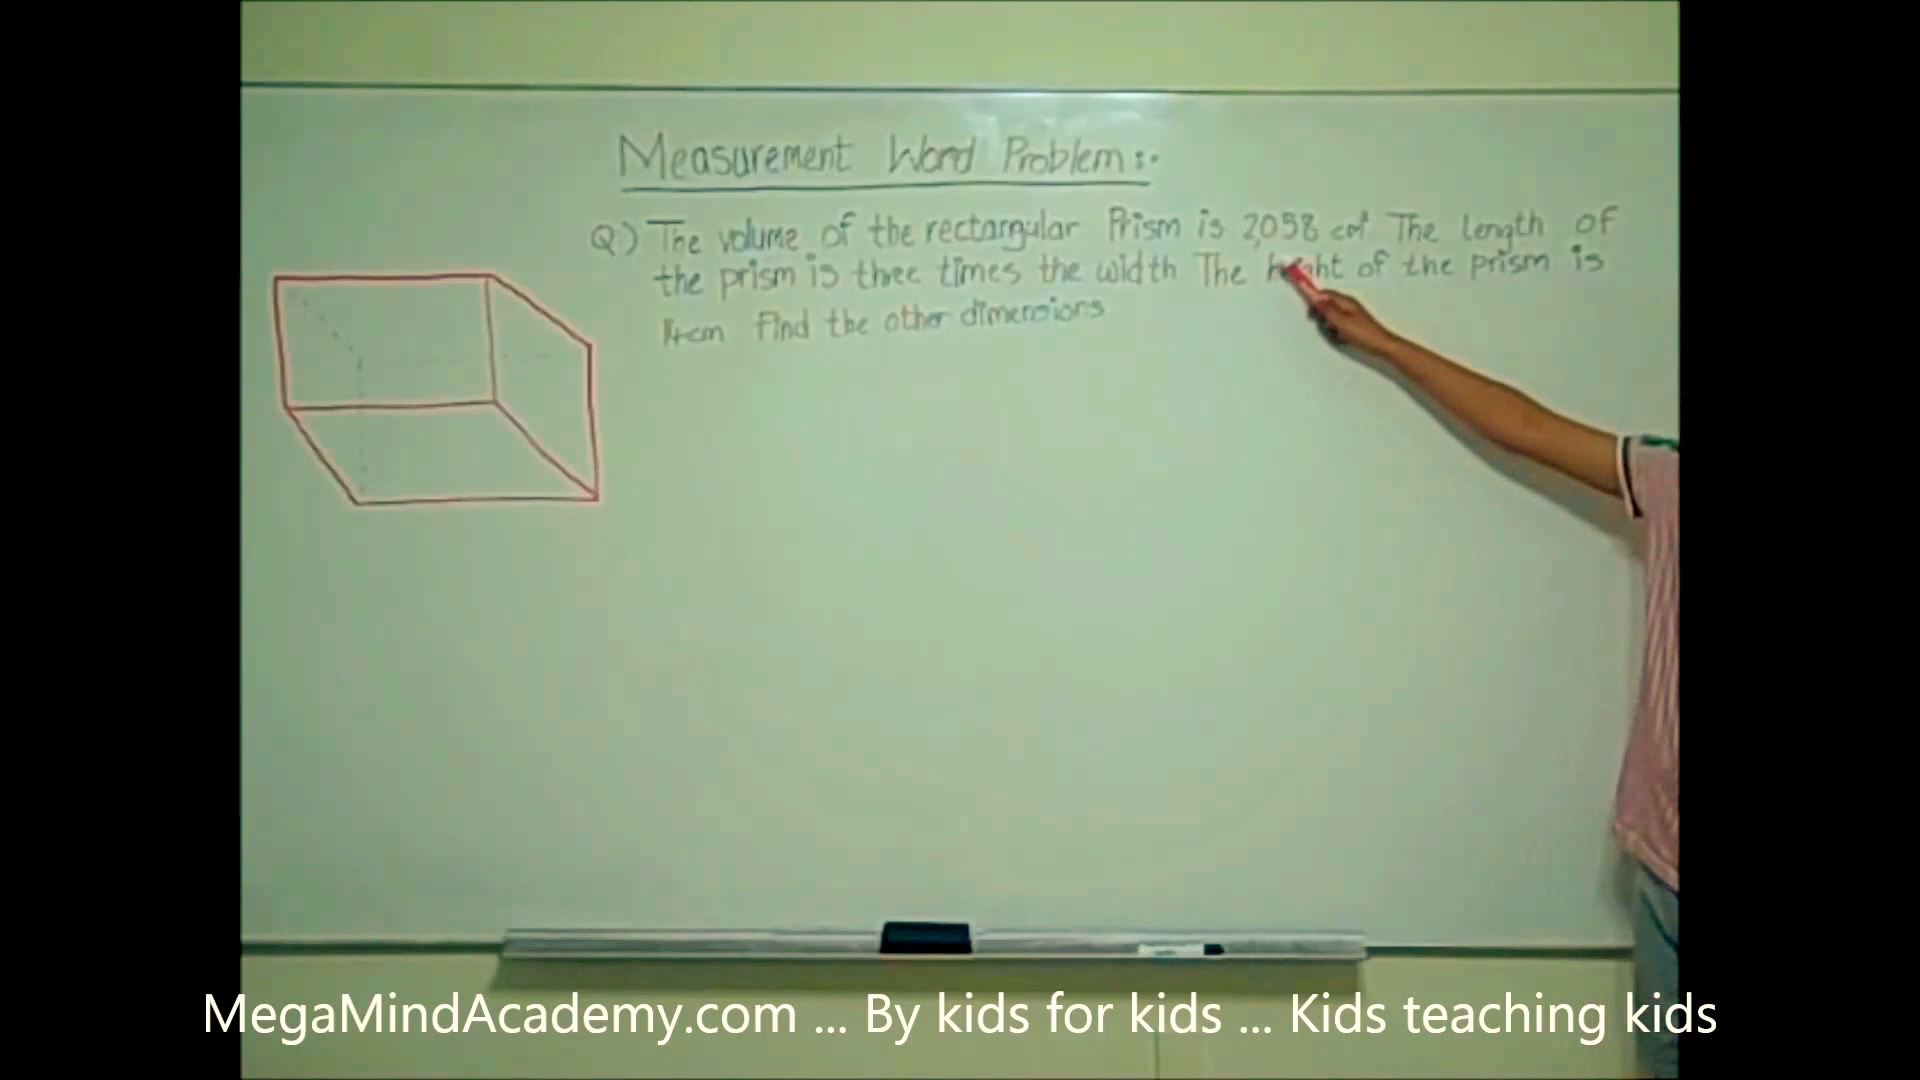 Measurement Word Problem:-
Q) The volume of the rectangular Prism is 2,058 cm³ The length of
the prism is three times the width The height of the prism is
14cm Find the other dimensions
MegaMindAcademy.com ... By kids for kids ... Kids teaching kids